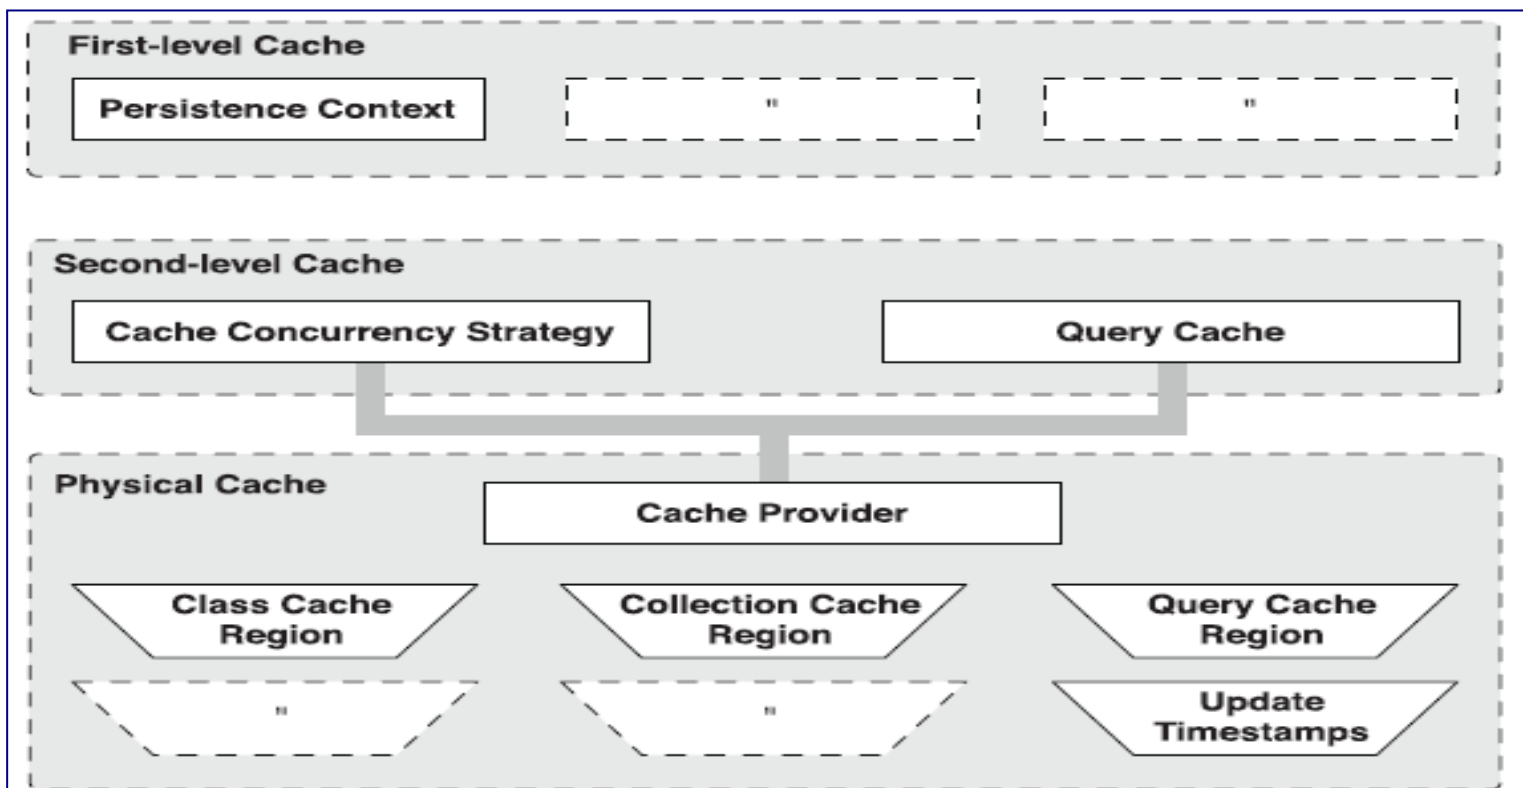 First-level Cache
Persistence Context
"
"
Second-level Cache
Cache Concurrency Strategy
Query Cache
Physical Cache
Cache Provider
Class Cache
Region
Collection Cache
Region
Query Cache
Region
"
"
Update
Timestamps